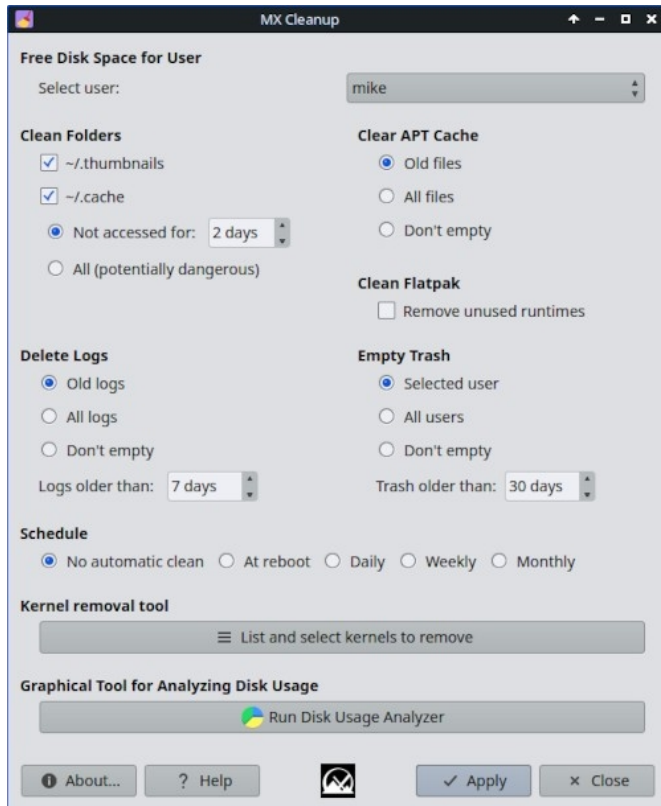 MX Cleanup
Free Disk Space for User
Select user: mike
Clean Folders
~/.thumbnails
~/.cache
Not accessed for: 2 days
All (potentially dangerous)
Clear APT Cache
Old files
All files
Don't empty
Clean Flatpak
Remove unused runtimes
Delete Logs
Old logs
All logs
Don't empty
Logs older than: 7 days
Empty Trash
Selected user
All users
Don't empty
Trash older than: 30 days
Schedule
No automatic clean At reboot Daily Weekly Monthly
Kernel removal tool
List and select kernels to remove
Graphical Tool for Analyzing Disk Usage
Run Disk Usage Analyzer
About... ? Help Apply Close